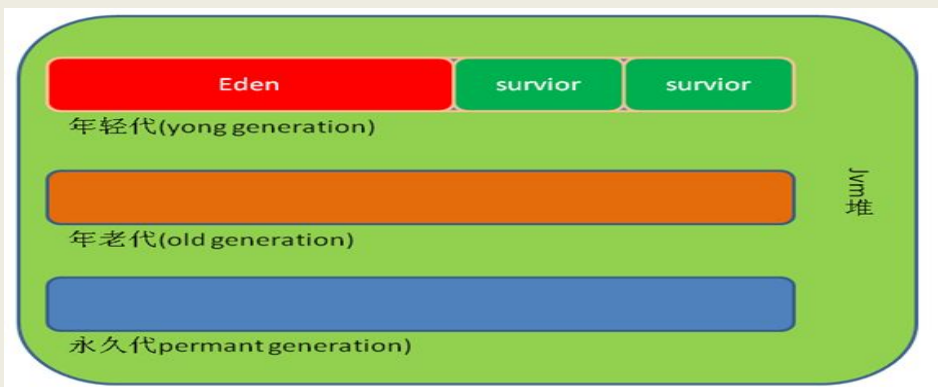 Eden survior survior
年轻代(yong generation)
Jvm堆
年老代(old generation)
永久代permant generation)